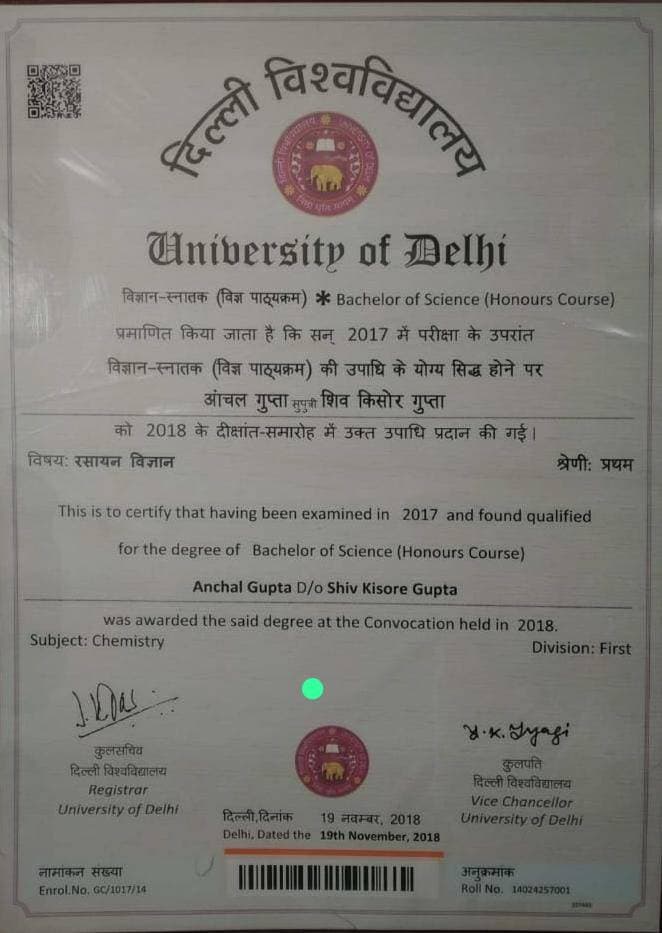 दिल्ली विश्वविद्यालय
University of Delhi
विज्ञान-स्नातक (विज्ञ पाठ्यक्रम) * Bachelor of Science (Honours Course)
प्रमाणित किया जाता है कि सन् 2017 में परीक्षा के उपरांत
विज्ञान-स्नातक (विज्ञ पाठ्यक्रम) की उपाधि के योग्य सिद्ध होने पर
आंचल गुप्ता सुपुत्री शिव किसोर गुप्ता
को 2018 के दीक्षांत-समारोह में उक्त उपाधि प्रदान की गई।
विषय: रसायन विज्ञान श्रेणी: प्रथम
This is to certify that having been examined in 2017 and found qualified
for the degree of Bachelor of Science (Honours Course)
Anchal Gupta D/o Shiv Kisore Gupta
was awarded the said degree at the Convocation held in 2018.
Subject: Chemistry Division: First
कुलसचिव
दिल्ली विश्वविद्यालय
Registrar
University of Delhi
Y.K. Tyagi
कुलपति
दिल्ली विश्वविद्यालय
Vice Chancellor
University of Delhi
दिल्ली,दिनांक 19 नवम्बर, 2018
Delhi, Dated the 19th November, 2018
नामांकन संख्या
Enrol.No. GC/1017/14
अनुक्रमांक
Roll No. 14024257001